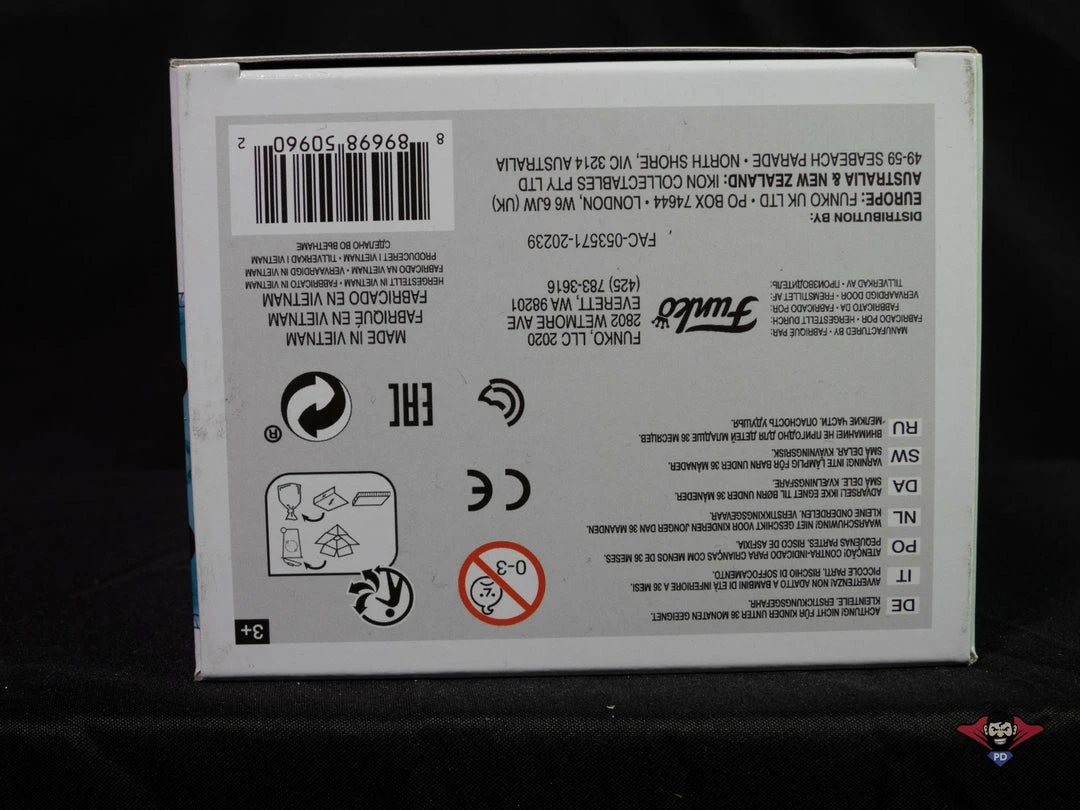 3+
DE
ACHTUNG! NICHT FÜR KINDER UNTER 36 MONATEN GEEIGNET.
KLEINTEILE. ERSTICKUNGSGEFAHR.
IT
AVVERTENZA! NON ADATTO A BAMBINI DI ETÀ INFERIORE A 36 MESI.
PICCOLE PARTI. RISCHIO DI SOFFOCAMENTO.
PO
ATENÇÃO! CONTRA-INDICADO PARA CRIANÇAS COM MENOS DE 36 MESES.
PEQUENAS PARTES. RISCO DE ASFIXIA.
NL
WAARSCHUWING! NIET GESCHIKT VOOR KINDEREN JONGER DAN 36 MAANDEN.
KLEINE ONDERDELEN. VERSTIKKINGSGEVAAR.
DA
ADVARSEL! IKKE EGNET TIL BØRN UNDER 36 MÅNEDER.
SMÅ DELE. KVÆLNINGSFARE.
SW
VARNING! INTE LÄMPLIG FÖR BARN UNDER 36 MÅNADER.
SMÅ DELAR. KVÄVNINGSRISK.
RU
ВНИМАНИЕ! НЕ ПРИГОДНО ДЛЯ ДЕТЕЙ МЛАДШЕ 36 МЕСЯЦЕВ.
МЕЛКИЕ ЧАСТИ. ОПАСНОСТЬ УДУШЬЯ.
0-3
CE
EAC
®
MANUFACTURED BY • FABRIQUÉ PAR:
FABRICADO POR • HERGESTELLT DURCH:
FABBRICATO DA • FABRICADO POR:
VERVAARDIGD DOOR • FREMSTILLET AF:
TILLVERKAD AV • ПРОИЗВОДИТЕЛЬ:
Funko
FUNKO, LLC 2020
2802 WETMORE AVE
EVERETT, WA 98201
(425) 783-3616
FAC-053571-20239
DISTRIBUTION BY:
EUROPE: FUNKO UK LTD • PO BOX 74644 • LONDON, W6 6JW (UK)
AUSTRALIA & NEW ZEALAND: IKON COLLECTABLES PTY LTD
49-59 SEABEACH PARADE • NORTH SHORE, VIC 3214 AUSTRALIA
MADE IN VIETNAM
FABRIQUÉ EN VIETNAM
FABRICADO EN VIETNAM
HERGESTELLT IN VIETNAM • FABBRICATO IN VIETNAM
FABRICADO NA VIETNAM • VERVAARDIGD IN VIETNAM
PRODUCERET I VIETNAM • TILLVERKAD I VIETNAM
СДЕЛАНО ВО ВЬЕТНАМЕ
8 89698 50960 2
PD